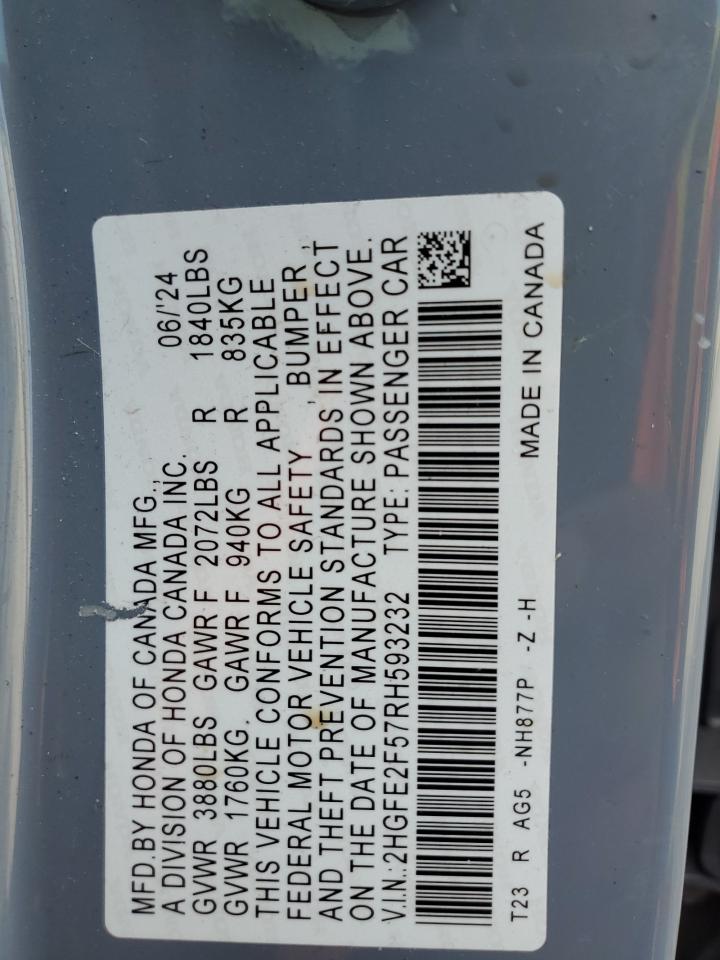 MFD.BY HONDA OF CANADA MFG., 06/'24
A DIVISION OF HONDA CANADA INC.
GVWR 3880LBS GAWR F 2072LBS R 1840LBS
GVWR 1760KG. GAWR F 940KG R 835KG
THIS VEHICLE CONFORMS TO ALL APPLICABLE
FEDERAL MOTOR VEHICLE SAFETY , BUMPER ,
AND THEFT PREVENTION STANDARDS IN EFFECT
ON THE DATE OF MANUFACTURE SHOWN ABOVE.
V.I.N.:2HGFE2F57RH593232 TYPE: PASSENGER CAR
T23 R AG5 -NH877P -Z -H MADE IN CANADA